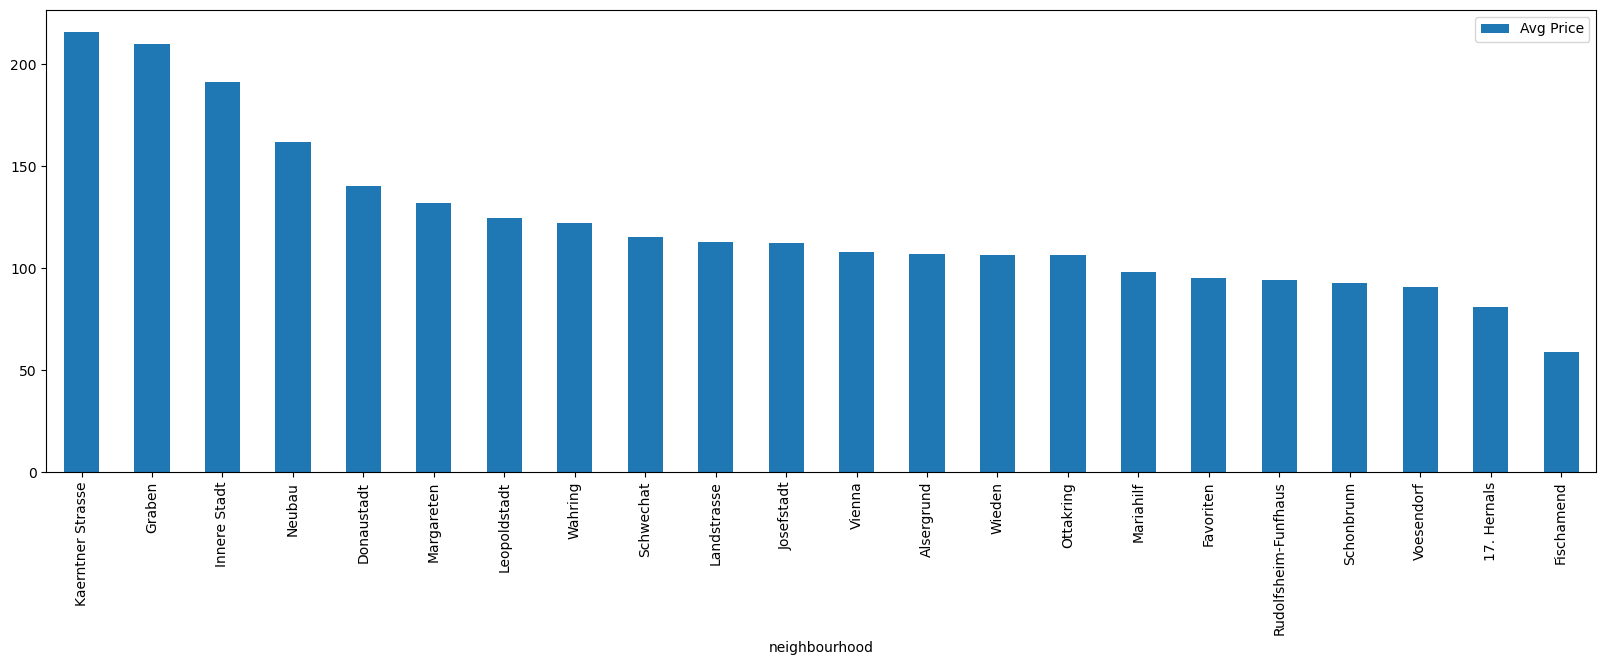 Avg Price
200
150
100
50
0
Kaerntner Strasse
Graben
Innere Stadt
Neubau
Donaustadt
Margareten
Leopoldstadt
Wahring
Schwechat
Landstrasse
Josefstadt
Vienna
Alsergrund
Wieden
Ottakring
Mariahilf
Favoriten
Rudolfsheim-Funfhaus
Schonbrunn
Voesendorf
17. Hernals
Fischamend
neighbourhood